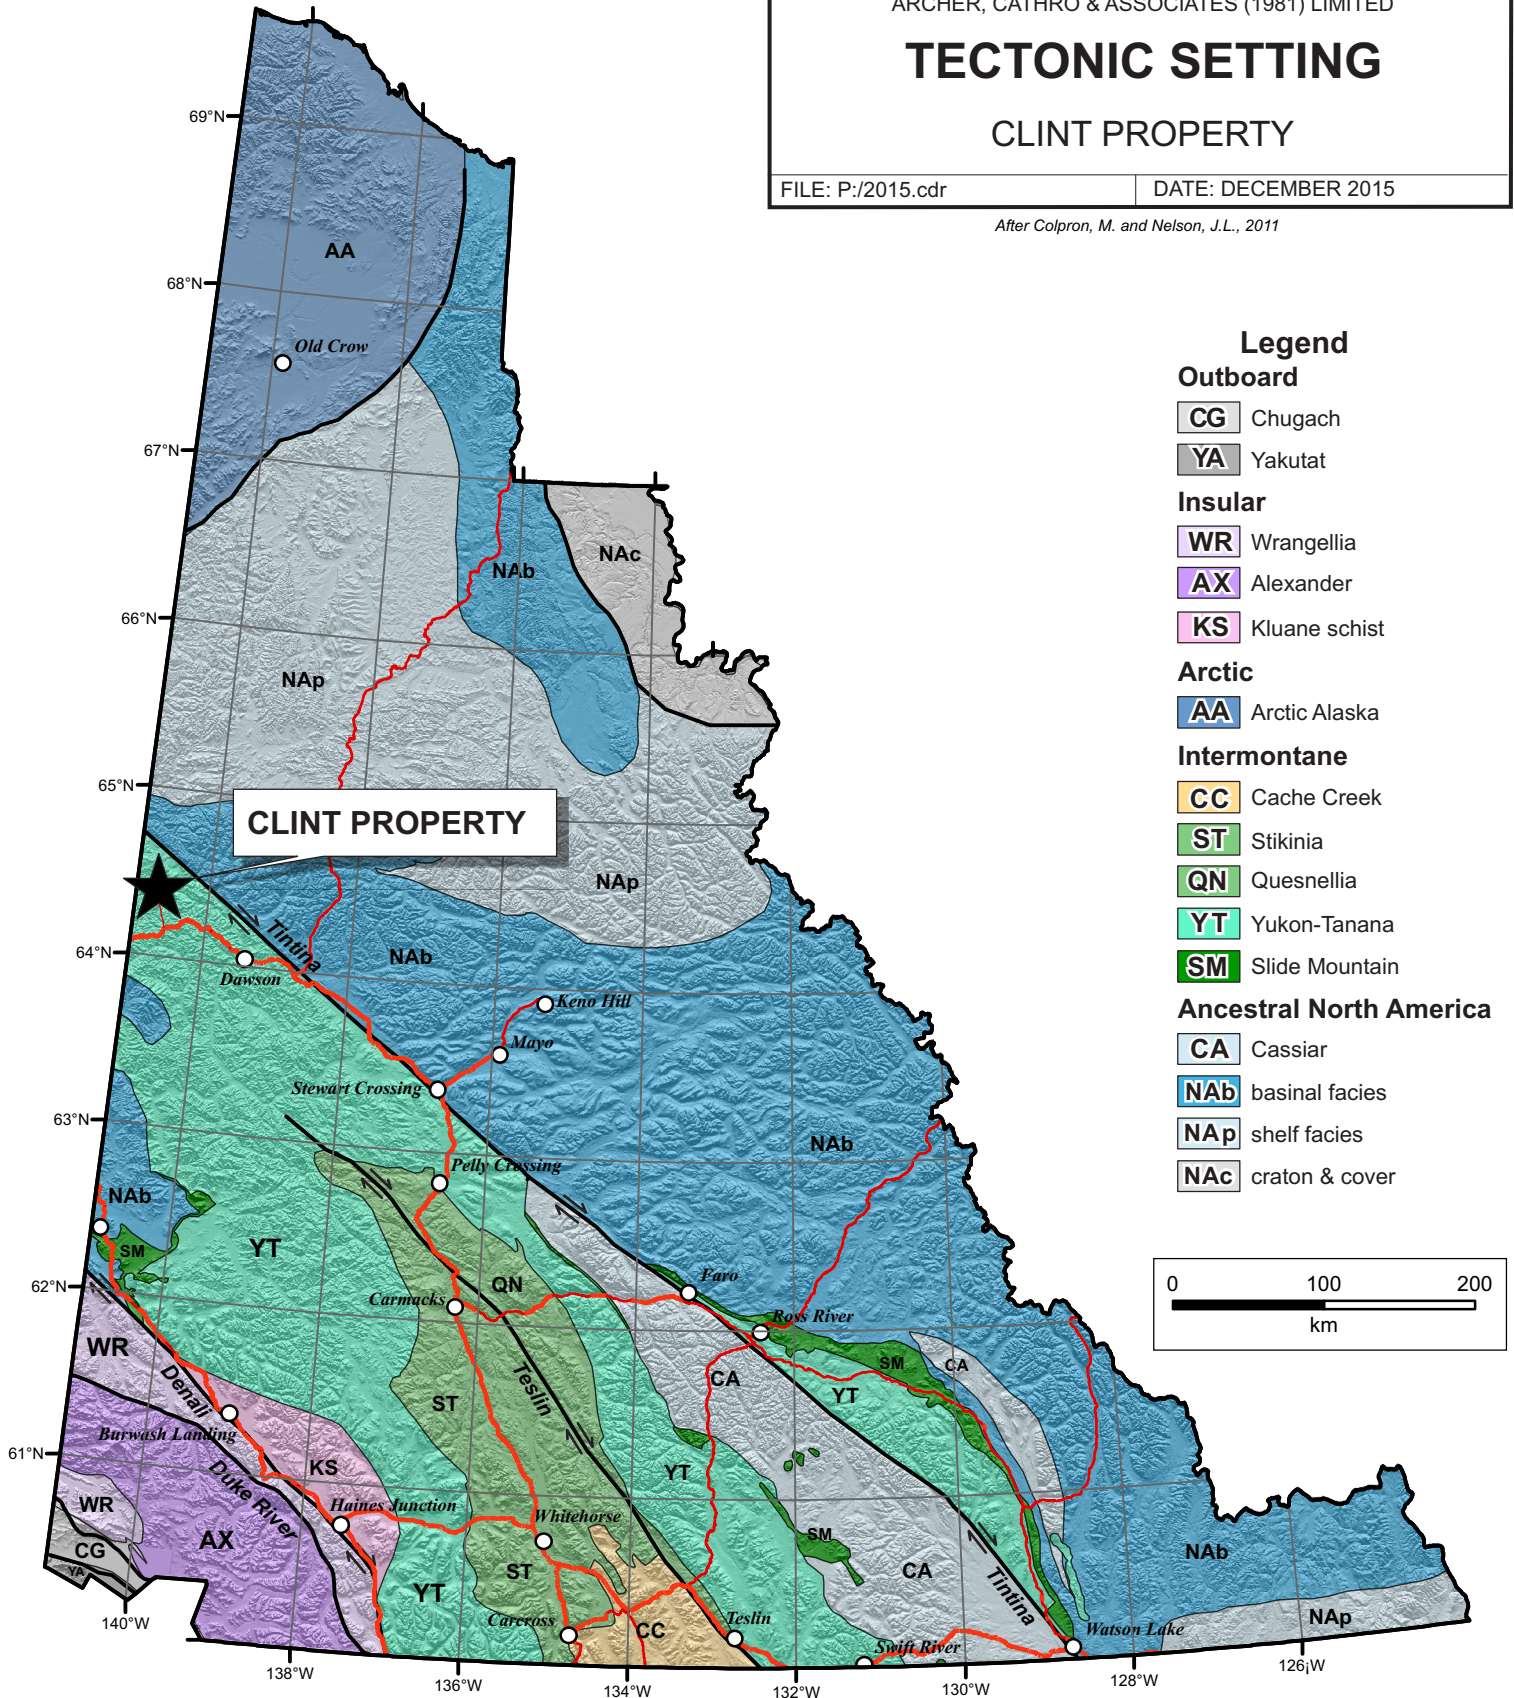 ARCHER, CATHRO & ASSOCIATES (1981) LIMITED
TECTONIC SETTING
CLINT PROPERTY
FILE: P:/2015.cdr
DATE: DECEMBER 2015
After Colpron, M. and Nelson, J.L., 2011
69°N
AA
68°N
Old Crow
67°N
NAc
NAb
66°N
NAp
65°N
CLINT PROPERTY
NAp
Tintina
64°N
NAb
Dawson
Keno Hill
Mayo
Stewart Crossing
63°N
NAb
Pelly Crossing
NAb
YT
SM
62°N
QN
Faro
Carmacks
Ross River
WR
SM
CA
Denali
Teslin
CA
YT
ST
Burwash Landing
61°N
KS
YT
Duke River
WR
Haines Junction
Whitehorse
SM
AX
CG
NAb
YA
ST
CA
YT
Tintina
140°W
Carcross
CC
Teslin
NAp
Swift River
Watson Lake
138°W
136°W
134°W
132°W
130°W
128°W
126¡W
Legend
Outboard
CG Chugach
YA Yakutat
Insular
WR Wrangellia
AX Alexander
KS Kluane schist
Arctic
AA Arctic Alaska
Intermontane
CC Cache Creek
ST Stikinia
QN Quesnellia
YT Yukon-Tanana
SM Slide Mountain
Ancestral North America
CA Cassiar
NAb basinal facies
NAp shelf facies
NAc craton & cover
0 100 200
km